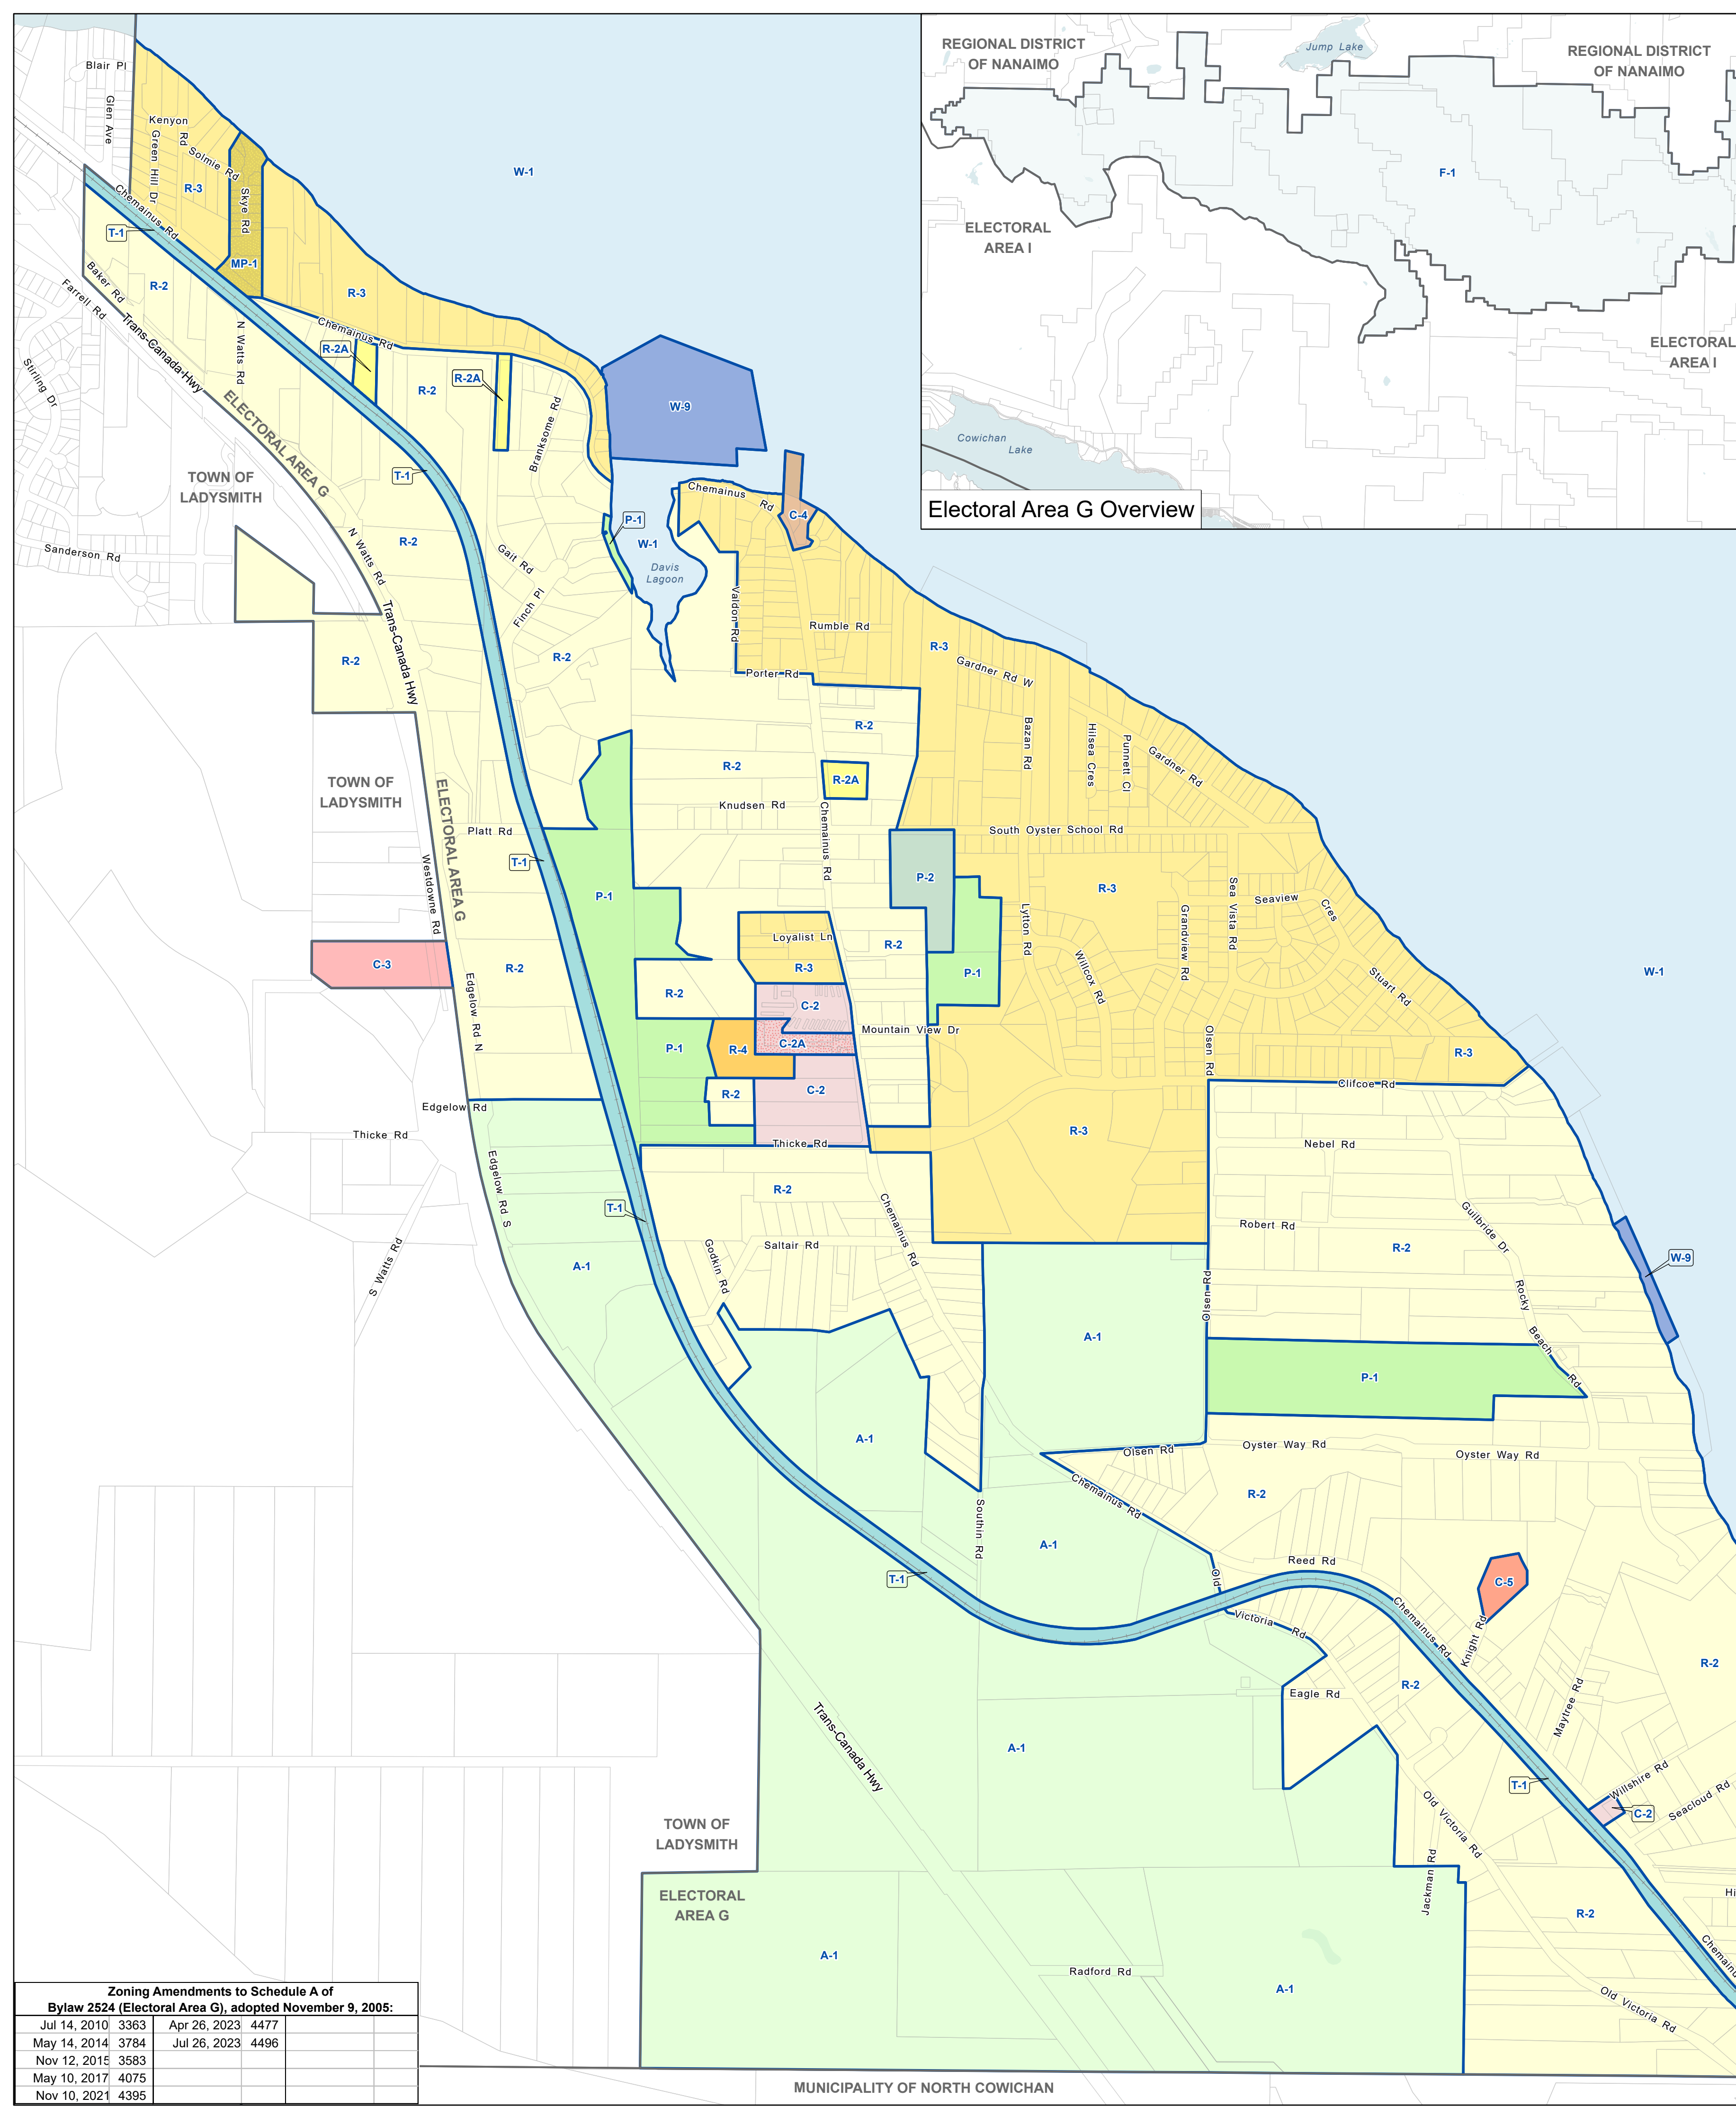 REGIONAL DISTRICT
OF NANAIMO
Jump Lake
REGIONAL DISTRICT
OF NANAIMO
F-1
ELECTORAL
AREA I
ELECTORAL
AREA I
Cowichan
Lake
Electoral Area G Overview
Blair Pl
Glen Ave
Kenyon
Rd
Green Hill Dr
Solmie Rd
R-3
Skye Rd
W-1
Chemainus Rd
T-1
MP-1
R-2
Baker Rd
Farrell Rd
R-3
Trans-Canada Hwy
N Watts Rd
Chemainus Rd
R-2A
Stirling Dr
R-2
R-2A
Branksome Rd
W-9
ELECTORAL AREA G
TOWN OF
LADYSMITH
T-1
Chemainus
Rd
C-4
P-1
W-1
Sanderson Rd
N Watts Rd
R-2
Gait Rd
Davis
Lagoon
Finch Pl
Valdon Rd
Trans-Canada Hwy
Rumble Rd
R-2
R-2
R-3
Gardner Rd W
Porter Rd
R-2
Bazan Rd
Hilsea Cres
Punnett Cl
Gardner Rd
R-2
R-2A
TOWN OF
LADYSMITH
ELECTORAL AREA G
Knudsen Rd
Chemainus Rd
Platt Rd
South Oyster School Rd
T-1
Westdowne Rd
P-1
P-2
R-3
Lytton Rd
Grandview Rd
Sea Vista Rd
Seaview
Cres
Loyalist Ln
R-2
C-3
R-2
R-3
P-1
Willcox Rd
Stuart Rd
W-1
Edgelow Rd N
R-2
C-2
Mountain View Dr
Olsen Rd
C-2A
P-1
R-4
R-3
Clifcoe Rd
R-2
C-2
Edgelow Rd
Thicke Rd
Thicke Rd
R-3
Nebel Rd
Edgelow Rd S
R-2
T-1
Chemainus Rd
Guilbride Dr
Robert Rd
R-2
Saltair Rd
Godkin Rd
S Watts Rd
A-1
W-9
Olsen Rd
Rocky
Beach
Rd
A-1
P-1
A-1
Olsen Rd
Oyster Way Rd
Oyster Way Rd
Chemainus Rd
R-2
Southin Rd
A-1
Reed Rd
T-1
Old
Victoria
Rd
C-5
Chemainus Rd
Knight Rd
R-2
R-2
Eagle Rd
Maytree Rd
Trans-Canada Hwy
A-1
T-1
Willshire Rd
C-2
Seacloud Rd
Old Victoria Rd
TOWN OF
LADYSMITH
Jackman Rd
ELECTORAL
AREA G
Hi
R-2
A-1
Chemainu
Radford Rd
A-1
Old Victoria Rd
Zoning Amendments to Schedule A of
Bylaw 2524 (Electoral Area G), adopted November 9, 2005:
Jul 14, 2010 3363 Apr 26, 2023 4477
May 14, 2014 3784 Jul 26, 2023 4496
Nov 12, 2015 3583
May 10, 2017 4075
Nov 10, 2021 4395
MUNICIPALITY OF NORTH COWICHAN